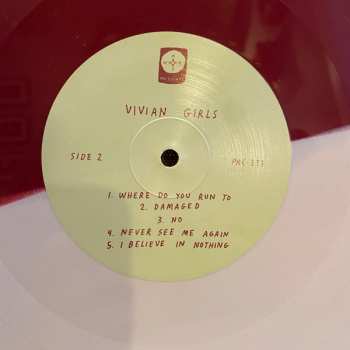 VIVIAN GIRLS
SIDE 2
1. WHERE DO YOU RUN TO
2. DAMAGED
3. NO
4. NEVER SEE ME AGAIN
5. I BELIEVE IN NOTHING